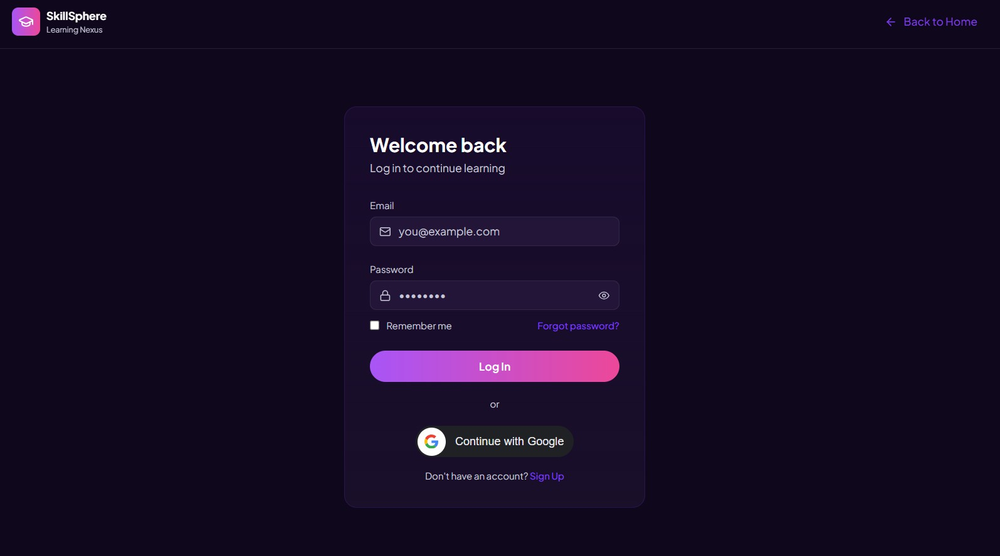 SkillSphere
Learning Nexus
Back to Home
Welcome back
Log in to continue learning
Email
you@example.com
Password
••••••••
Remember me
Forgot password?
Log In
or
Continue with Google
Don't have an account? Sign Up